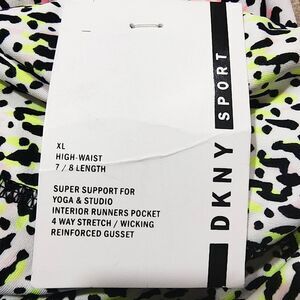 XL
HIGH-WAIST
7 / 8 LENGTH
SUPER SUPPORT FOR
YOGA & STUDIO
INTERIOR RUNNERS POCKET
4 WAY STRETCH / WICKING
REINFORCED GUSSET
DKNY SPORT